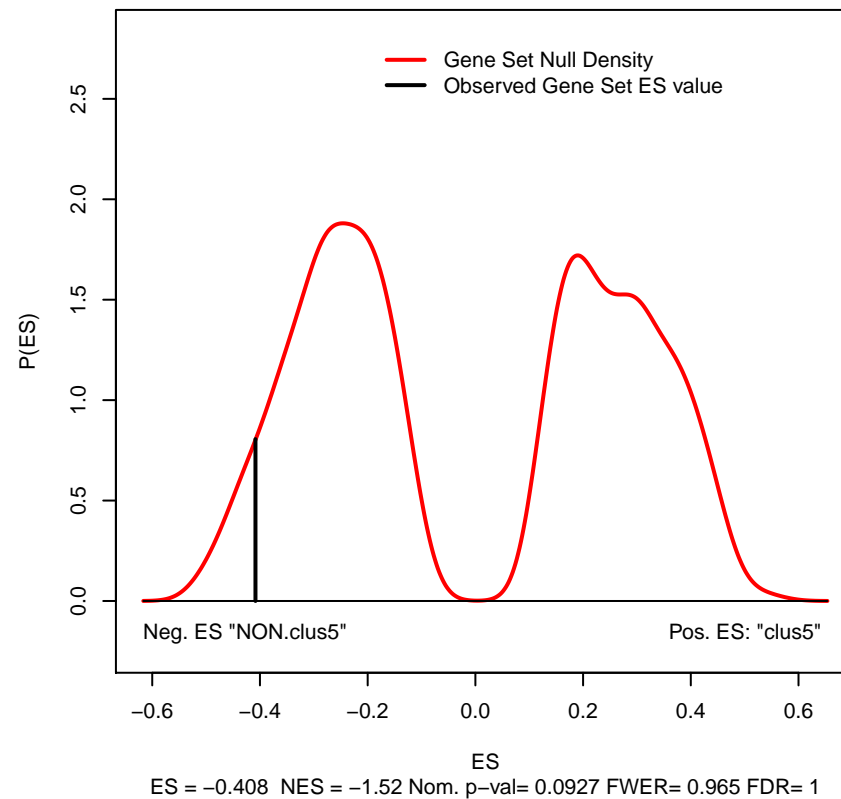 Gene Set Null Density
Observed Gene Set ES value
P(ES)
2.5
2.0
1.5
1.0
0.5
0.0
Neg. ES "NON.clus5"
Pos. ES: "clus5"
−0.6 −0.4 −0.2 0.0 0.2 0.4 0.6
ES
ES = −0.408 NES = −1.52 Nom. p−val= 0.0927 FWER= 0.965 FDR= 1